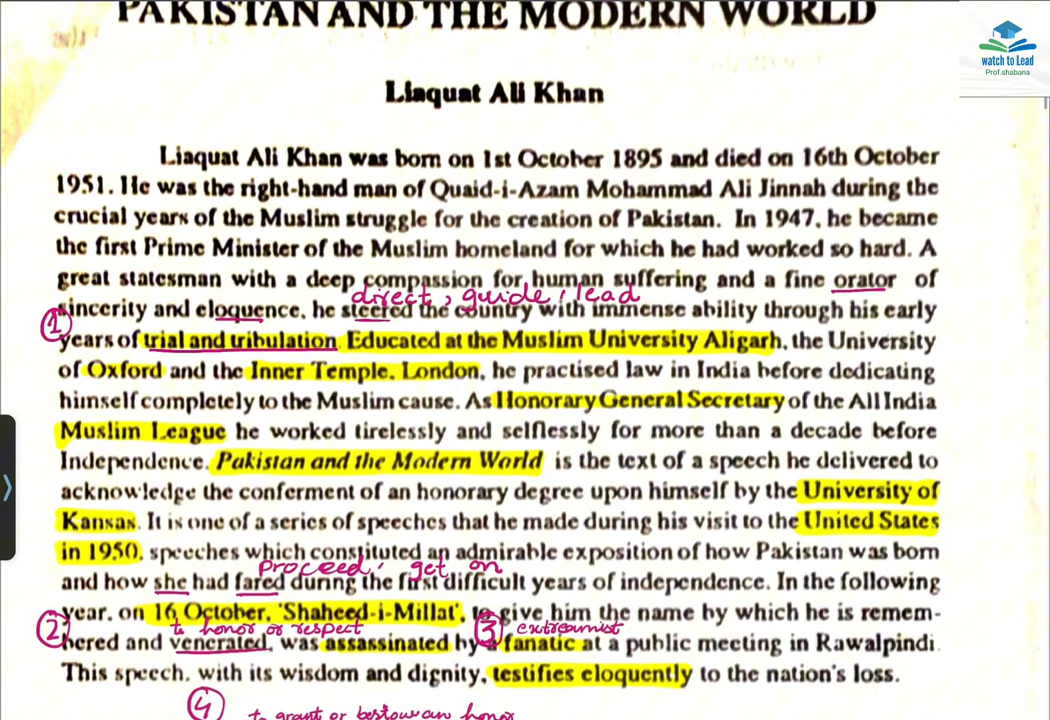 PAKISTAN AND THE MODERN WORLD
watch to Lead
Prof.shabana
Liaquat Ali Khan
Liaquat Ali Khan was born on 1st October 1895 and died on 16th October
1951. He was the right-hand man of Quaid-i-Azam Mohammad Ali Jinnah during the
crucial years of the Muslim struggle for the creation of Pakistan. In 1947, he became
the first Prime Minister of the Muslim homeland for which he had worked so hard. A
great statesman with a deep compassion for human suffering and a fine orator of
direct, guide, lead
sincerity and eloquence, he steered the country with immense ability through his early
1
years of trial and tribulation. Educated at the Muslim University Aligarh, the University
of Oxford and the Inner Temple, London, he practised law in India before dedicating
himself completely to the Muslim cause. As Honorary General Secretary of the All India
Muslim League he worked tirelessly and selflessly for more than a decade before
Independence. Pakistan and the Modern World is the text of a speech he delivered to
acknowledge the conferment of an honorary degree upon himself by the University of
Kansas. It is one of a series of speeches that he made during his visit to the United States
in 1950, speeches which constituted an admirable exposition of how Pakistan was born
Proceed, get on
and how she had fared during the first difficult years of independence. In the following
year, on 16 October, 'Shaheed-i-Millat', to give him the name by which he is remem-
2 to honor or respect 3 extreamist
hered and venerated, was assassinated by a fanatic at a public meeting in Rawalpindi.
This speech, with its wisdom and dignity, testifies eloquently to the nation's loss.
4 to grant or bestow an honor